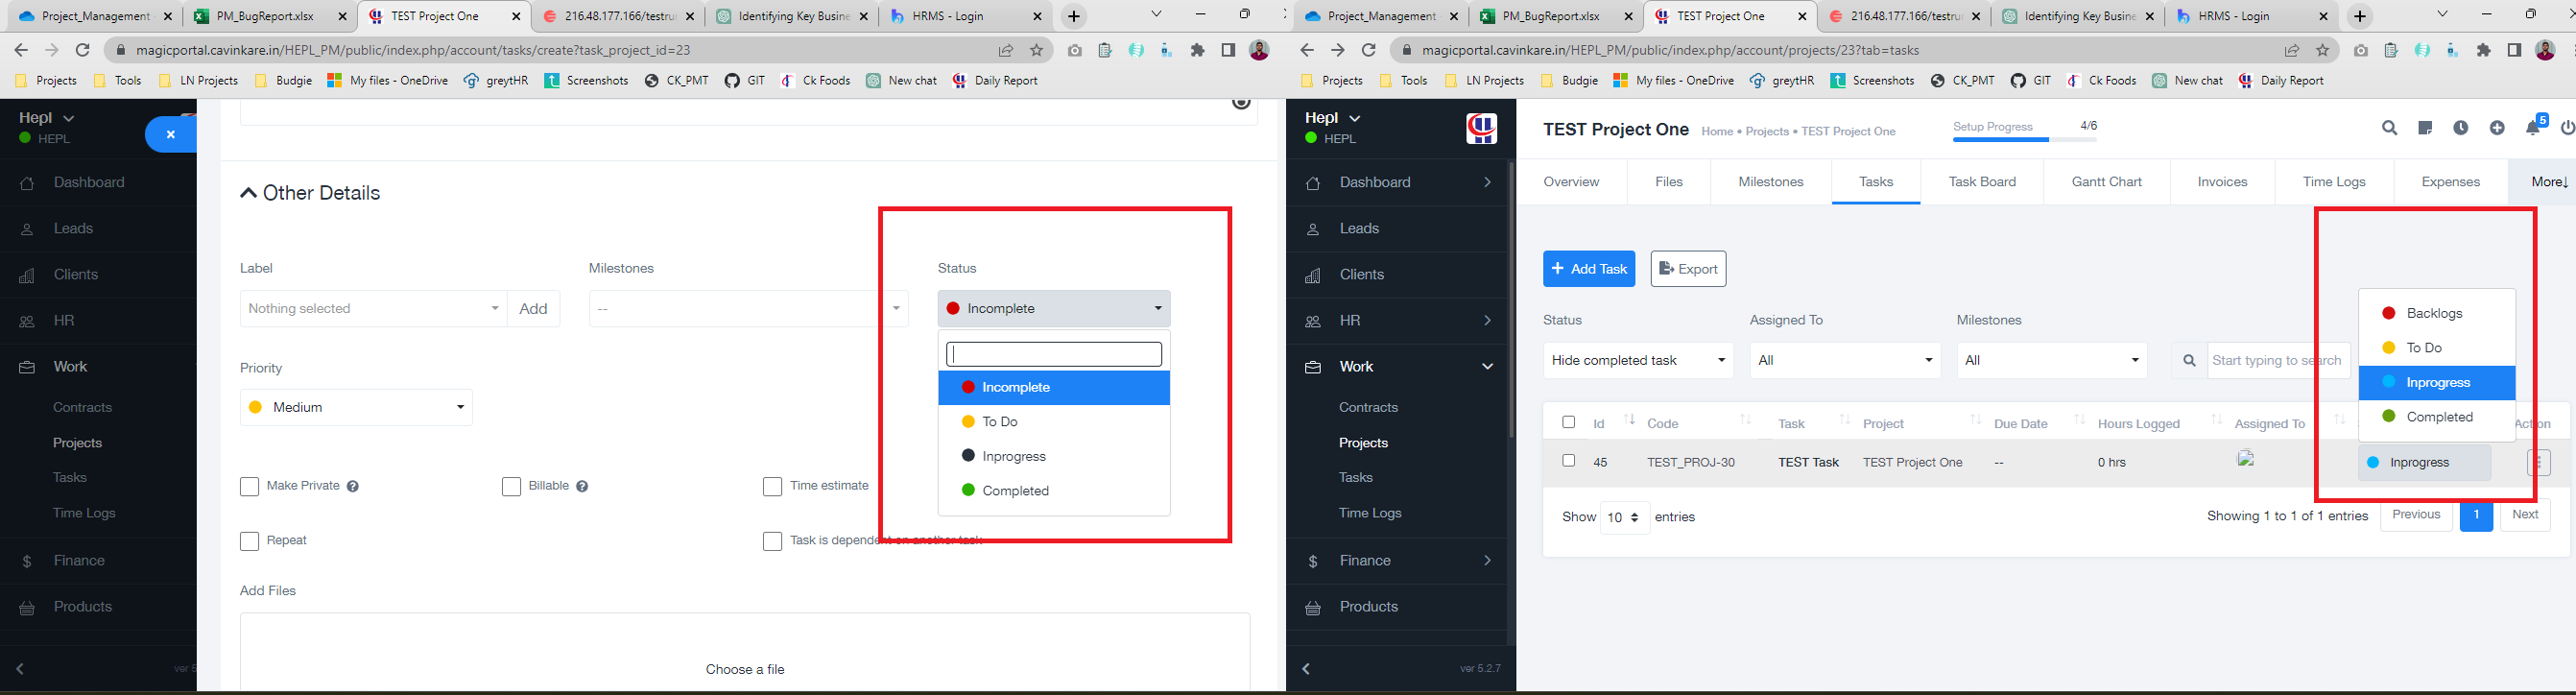 Project_Management
PM_BugReport.xlsx
TEST Project One
216.48.177.166/testru
Identifying Key Busine
HRMS - Login
magicportal.cavinkare.in/HEPL_PM/public/index.php/account/tasks/create?task_project_id=23
Projects
Tools
LN Projects
Budgie
My files - OneDrive
greytHR
Screenshots
CK_PMT
GIT
Ck Foods
New chat
Daily Report
Hepl
HEPL
Dashboard
Leads
Clients
HR
Work
Contracts
Projects
Tasks
Time Logs
Finance
Products
ver 5
Other Details
Label
Milestones
Status
Nothing selected
Add
--
Incomplete
Incomplete
To Do
Inprogress
Completed
Priority
Medium
Make Private
Billable
Time estimate
Repeat
Task is dependent on another task
Add Files
Choose a file
Project_Management
PM_BugReport.xlsx
TEST Project One
216.48.177.166/testru
Identifying Key Busine
HRMS - Login
magicportal.cavinkare.in/HEPL_PM/public/index.php/account/projects/23?tab=tasks
Projects
Tools
LN Projects
Budgie
My files - OneDrive
greytHR
Screenshots
CK_PMT
GIT
Ck Foods
New chat
Daily Report
Hepl
HEPL
Dashboard
Leads
Clients
HR
Work
Contracts
Projects
Tasks
Time Logs
Finance
Products
ver 5.2.7
TEST Project One
Home • Projects • TEST Project One
Setup Progress 4/6
5
Overview
Files
Milestones
Tasks
Task Board
Gantt Chart
Invoices
Time Logs
Expenses
More↓
Add Task
Export
Status
Assigned To
Milestones
Hide completed task
All
All
Start typing to search
Backlogs
To Do
Inprogress
Completed
Id Code Task Project Due Date Hours Logged Assigned To ction
45 TEST_PROJ-30 TEST Task TEST Project One -- 0 hrs Inprogress
Show 10 entries
Showing 1 to 1 of 1 entries
Previous 1 Next